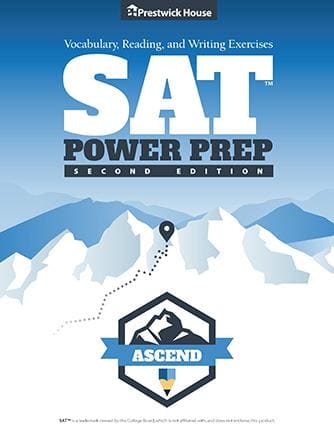 Prestwick House
Vocabulary, Reading, and Writing Exercises
SAT™
POWER PREP
SECOND EDITION
ASCEND
SAT™ is a trademark owned by the College Board, which is not affiliated with, and does not endorse, this product.